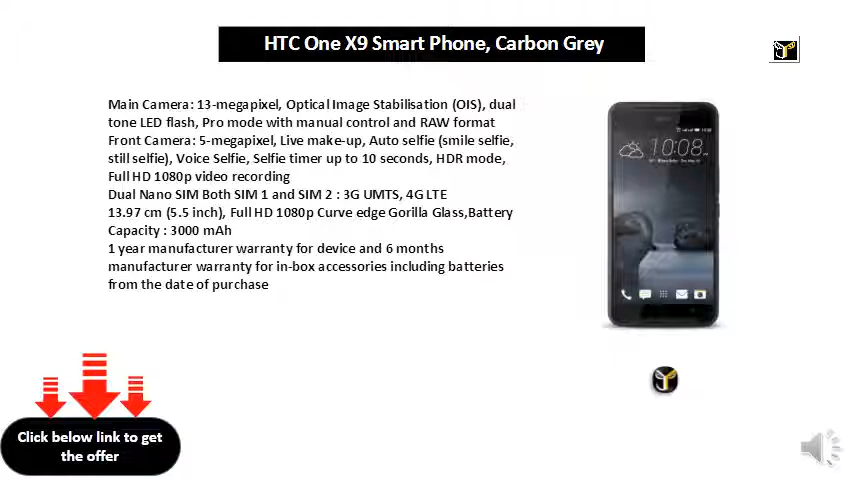 HTC One X9 Smart Phone, Carbon Grey
Main Camera: 13-megapixel, Optical Image Stabilisation (OIS), dual
tone LED flash, Pro mode with manual control and RAW format
Front Camera: 5-megapixel, Live make-up, Auto selfie (smile selfie,
still selfie), Voice Selfie, Selfie timer up to 10 seconds, HDR mode,
Full HD 1080p video recording
Dual Nano SIM Both SIM 1 and SIM 2 : 3G UMTS, 4G LTE
13.97 cm (5.5 inch), Full HD 1080p Curve edge Gorilla Glass,Battery
Capacity : 3000 mAh
1 year manufacturer warranty for device and 6 months
manufacturer warranty for in-box accessories including batteries
from the date of purchase
10:08
Click below link to get
the offer